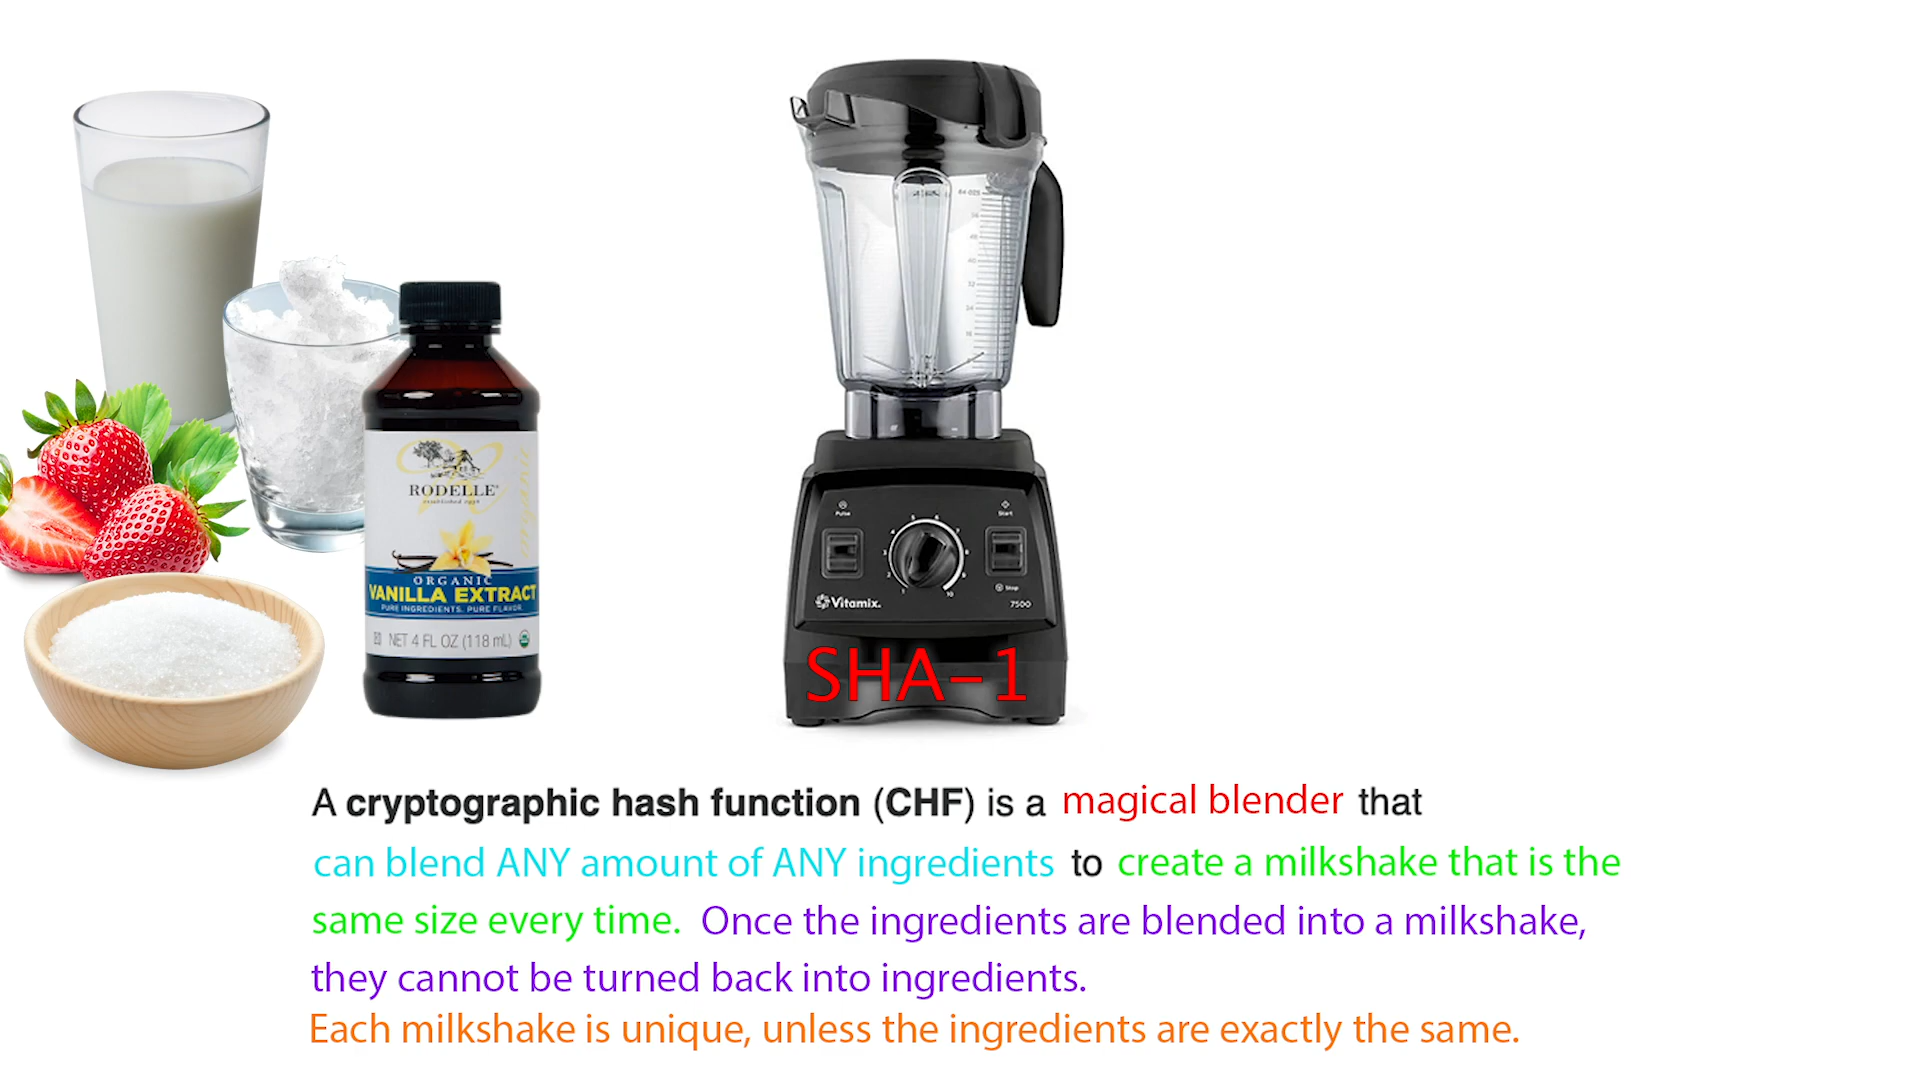 RODELLE
ORGANIC
VANILLA EXTRACT
PURE INGREDIENTS. PURE FLAVOR.
NET 4 FL OZ (118 mL)
Pulse
Start
Stop
Vitamix.
7500
SHA-1
A cryptographic hash function (CHF) is a magical blender that
can blend ANY amount of ANY ingredients to create a milkshake that is the
same size every time. Once the ingredients are blended into a milkshake,
they cannot be turned back into ingredients.
Each milkshake is unique, unless the ingredients are exactly the same.